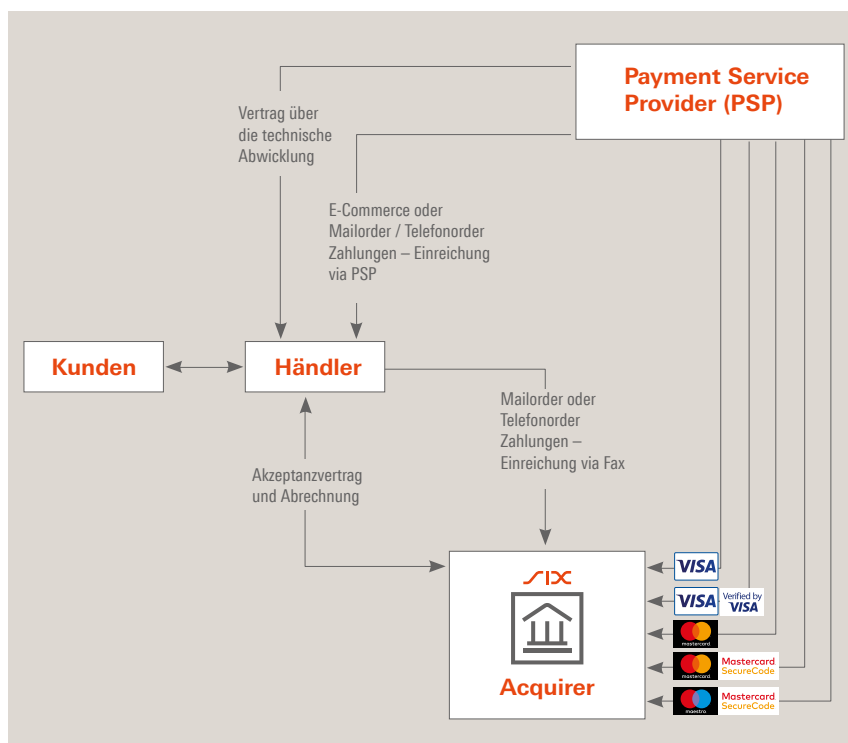 Payment Service
Provider (PSP)
Vertrag über
die technische
Abwicklung
E-Commerce oder
Mailorder / Telefonorder
Zahlungen – Einreichung
via PSP
Kunden
Händler
Mailorder oder
Telefonorder
Zahlungen –
Einreichung via Fax
Akzeptanzvertrag
und Abrechnung
SIX
Acquirer
VISA
VISA
Verified by
VISA
mastercard
mastercard
Mastercard
SecureCode
maestro
Mastercard
SecureCode